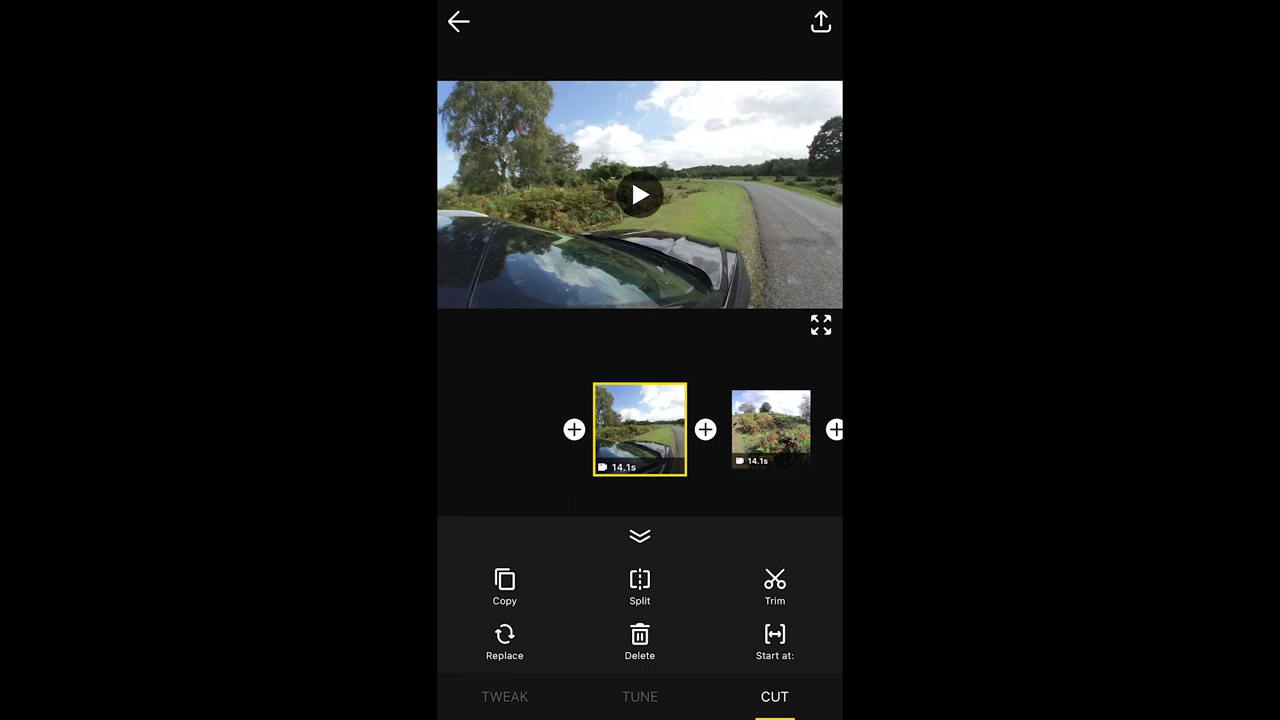 14.1s
14.1s
Copy
Split
Trim
Replace
Delete
Start at:
TWEAK
TUNE
CUT